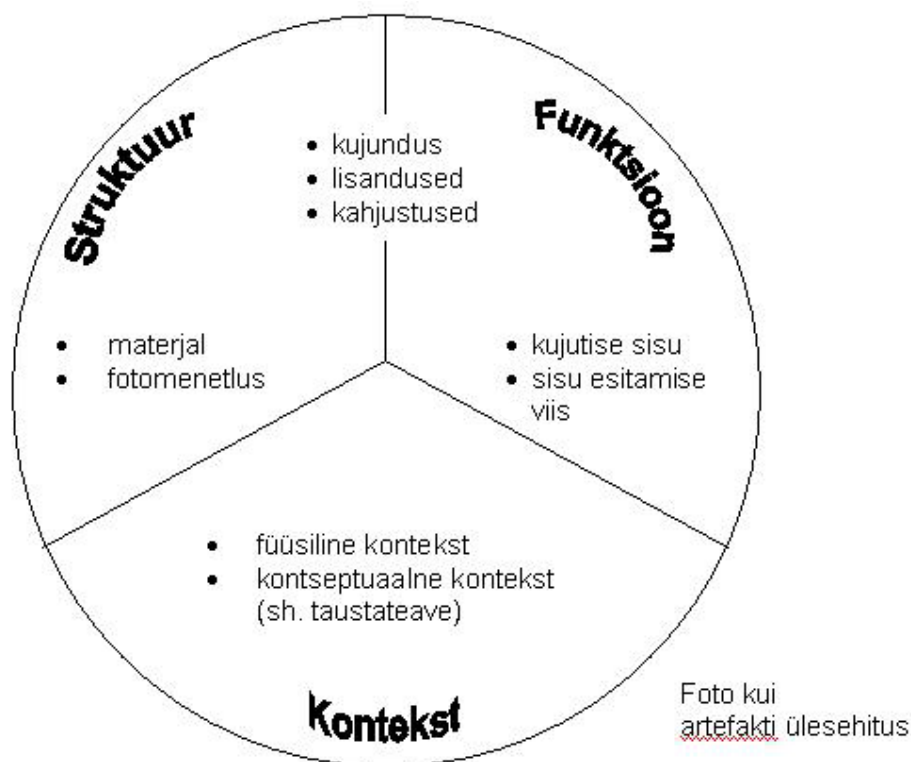 Struktuur
Funktsioon
• kujundus
• lisandused
• kahjustused
• materjal
• fotomenetlus
• kujutise sisu
• sisu esitamise
viis
• füüsiline kontekst
• kontseptuaalne kontekst
(sh. taustateave)
Kontekst
Foto kui
artefakti ülesehitus